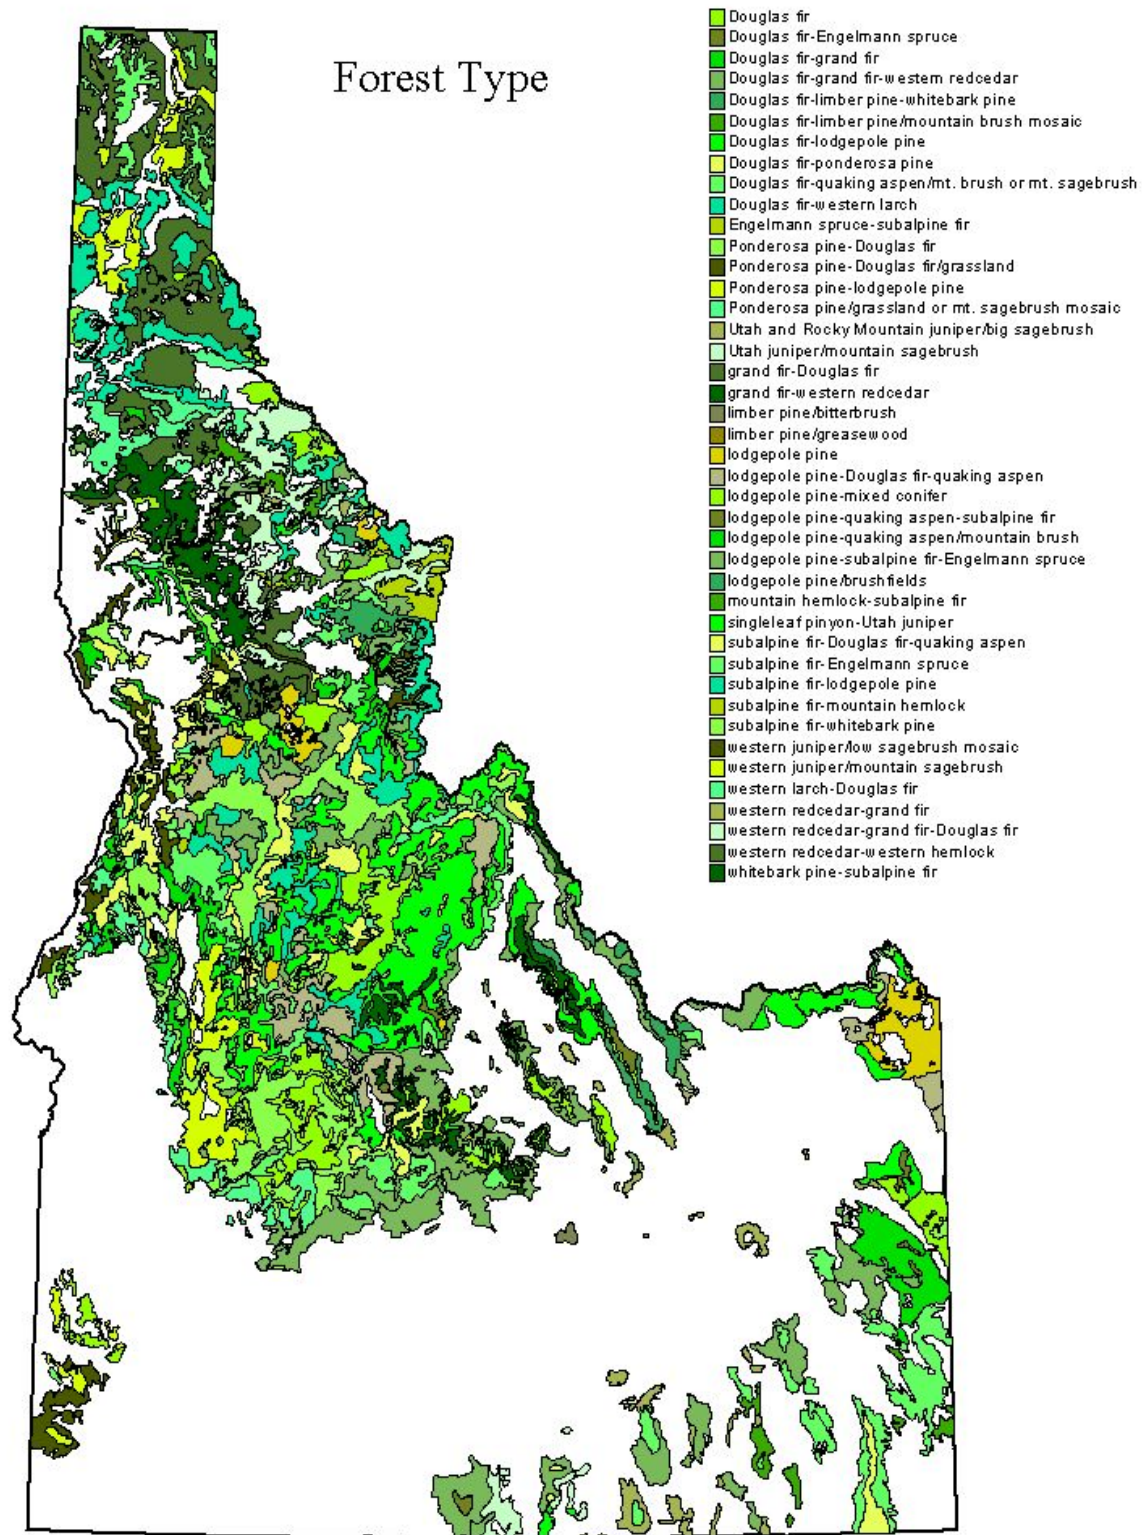 Forest Type
Douglas fir
Douglas fir-Engelmann spruce
Douglas fir-grand fir
Douglas fir-grand fir-western redcedar
Douglas fir-limber pine-whitebark pine
Douglas fir-limber pine/mountain brush mosaic
Douglas fir-lodgepole pine
Douglas fir-ponderosa pine
Douglas fir-quaking aspen/mt. brush or mt. sagebrush
Douglas fir-western larch
Engelmann spruce-subalpine fir
Ponderosa pine-Douglas fir
Ponderosa pine-Douglas fir/grassland
Ponderosa pine-lodgepole pine
Ponderosa pine/grassland or mt. sagebrush mosaic
Utah and Rocky Mountain juniper/big sagebrush
Utah juniper/mountain sagebrush
grand fir-Douglas fir
grand fir-western redcedar
limber pine/bitterbrush
limber pine/greasewood
lodgepole pine
lodgepole pine-Douglas fir-quaking aspen
lodgepole pine-mixed conifer
lodgepole pine-quaking aspen-subalpine fir
lodgepole pine-quaking aspen/mountain brush
lodgepole pine-subalpine fir-Engelmann spruce
lodgepole pine/brushfields
mountain hemlock-subalpine fir
singleleaf pinyon-Utah juniper
subalpine fir-Douglas fir-quaking aspen
subalpine fir-Engelmann spruce
subalpine fir-lodgepole pine
subalpine fir-mountain hemlock
subalpine fir-whitebark pine
western juniper/low sagebrush mosaic
western juniper/mountain sagebrush
western larch-Douglas fir
western redcedar-grand fir
western redcedar-grand fir-Douglas fir
western redcedar-western hemlock
whitebark pine-subalpine fir